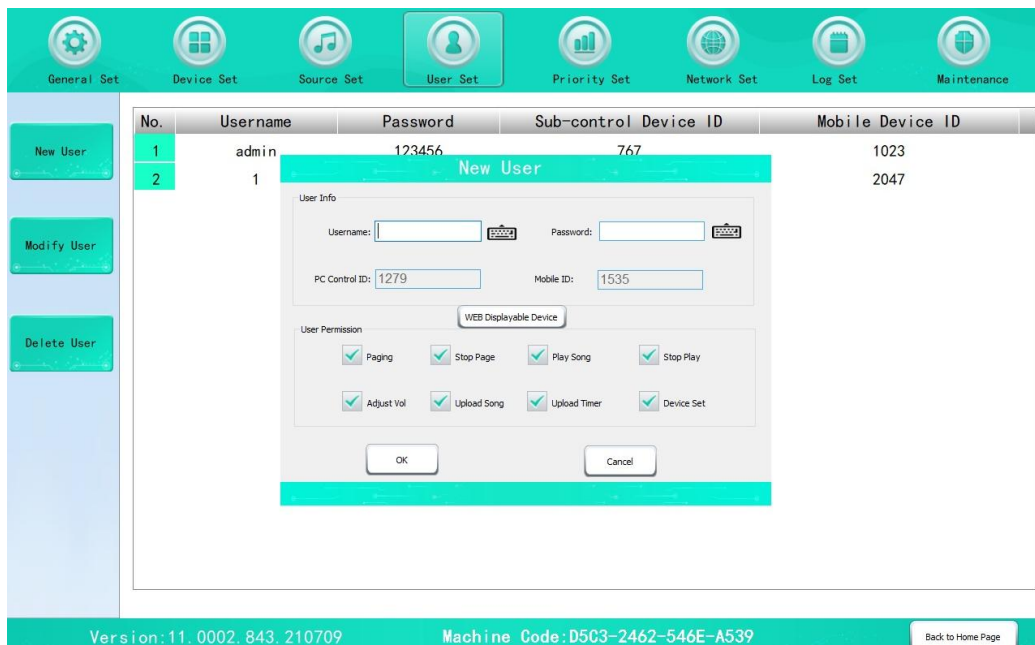 General Set Device Set Source Set User Set Priority Set Network Set Log Set Maintenance
No. Username Password Sub-control Device ID Mobile Device ID
New User
1 admin 123456 767 1023
2 1 2047
New User
User Info
Username: Password:
Modify User
PC Control ID: 1279 Mobile ID: 1535
WEB Displayable Device
User Permission
Delete User
Paging Stop Page Play Song Stop Play
Adjust Vol Upload Song Upload Timer Device Set
OK Cancel
Version:11.0002.843.210709 Machine Code:D5C3-2462-546E-A539 Back to Home Page